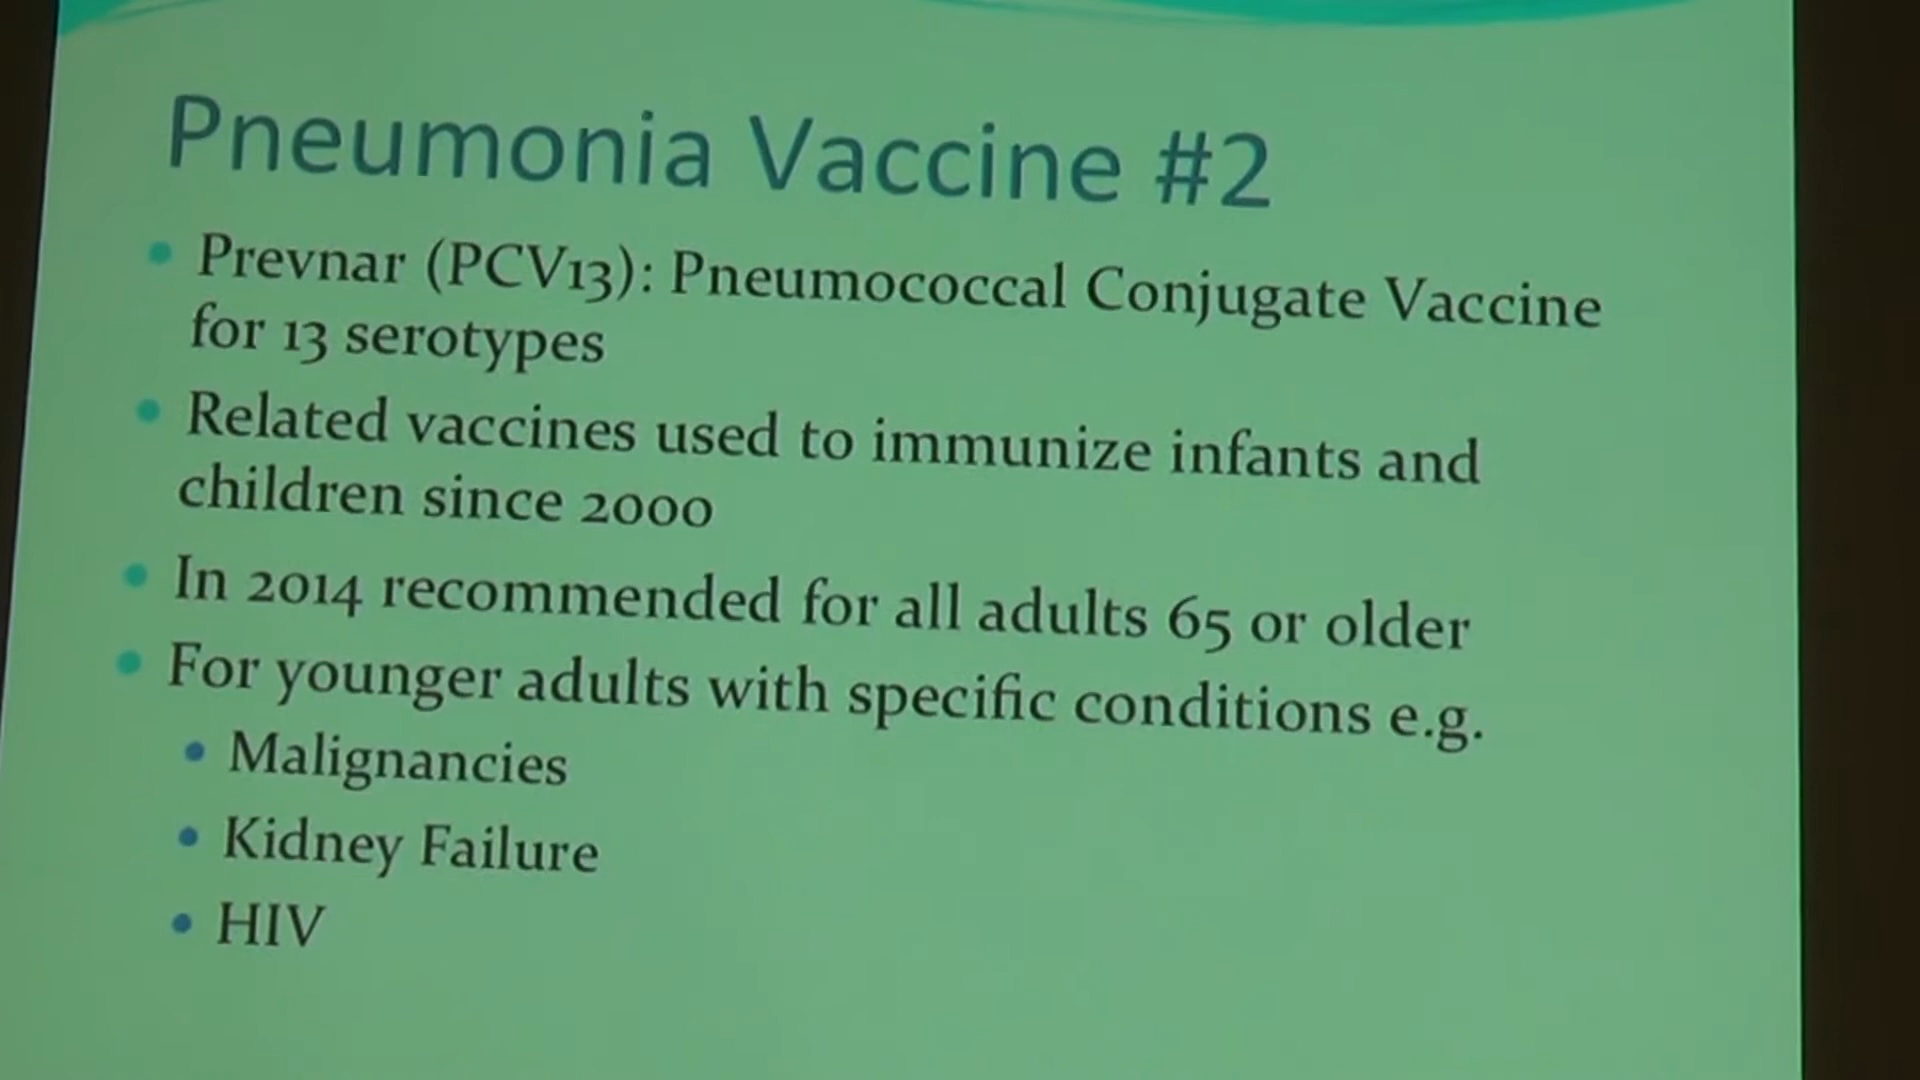 Pneumonia Vaccine #2
• Prevnar (PCV13): Pneumococcal Conjugate Vaccine
for 13 serotypes
• Related vaccines used to immunize infants and
children since 2000
• In 2014 recommended for all adults 65 or older
• For younger adults with specific conditions e.g.
• Malignancies
• Kidney Failure
• HIV